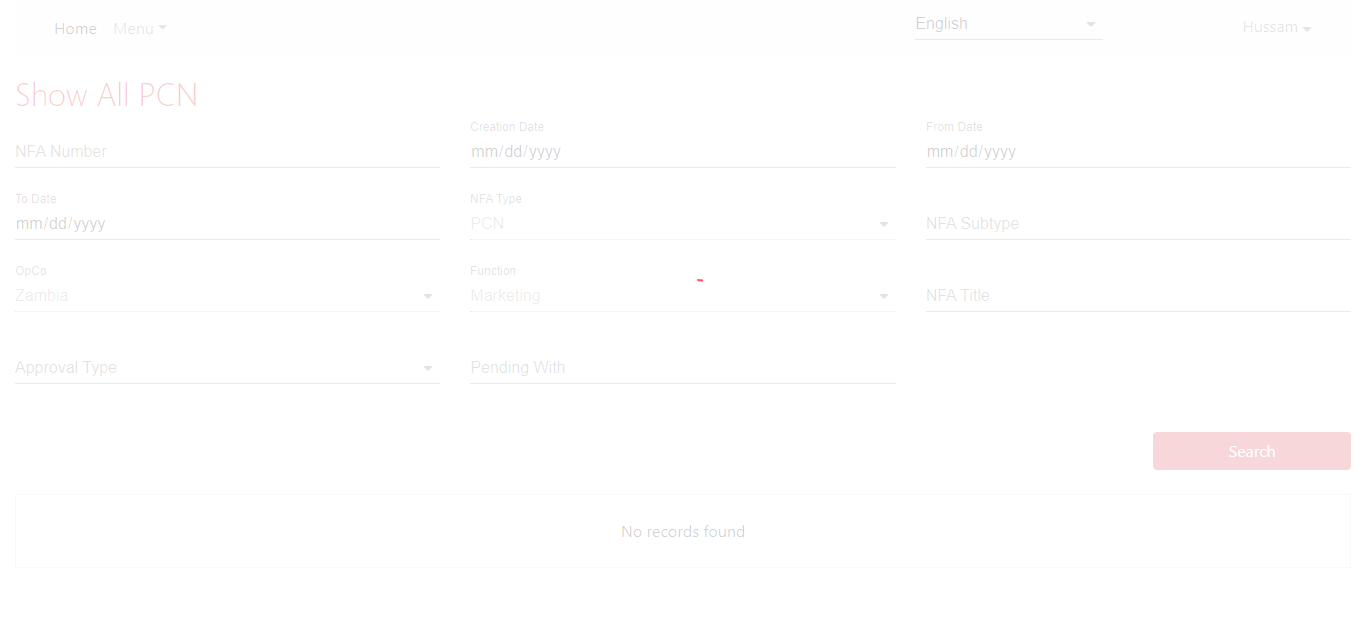 Home Menu English Hussam
Show All PCN
Creation Date From Date
NFA Number mm/dd/yyyy mm/dd/yyyy
To Date NFA Type
mm/dd/yyyy PCN NFA Subtype
OpCo Function
Zambia Marketing NFA Title
Approval Type Pending With
Search
No records found